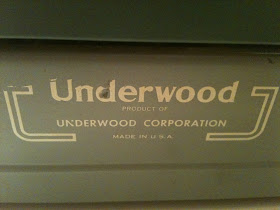 Underwood
PRODUCT OF
UNDERWOOD CORPORATION
MADE IN U.S.A.